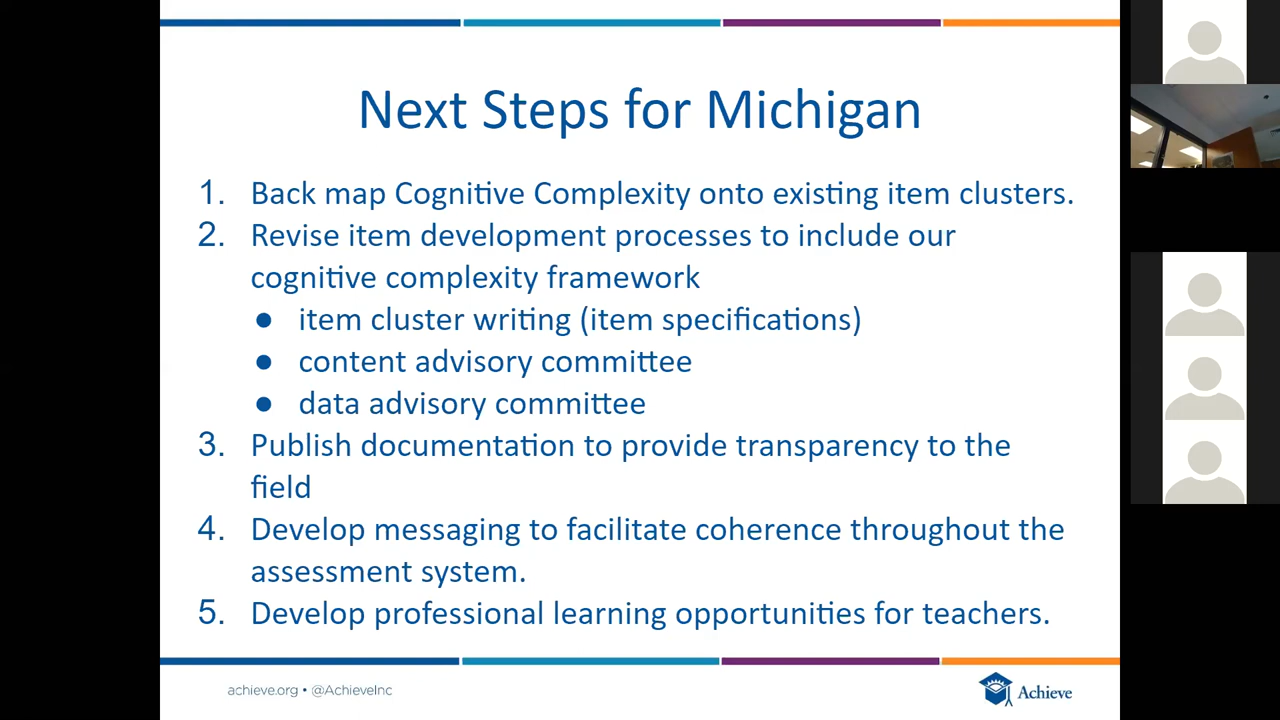 Next Steps for Michigan
1. Back map Cognitive Complexity onto existing item clusters.
2. Revise item development processes to include our
cognitive complexity framework
● item cluster writing (item specifications)
● content advisory committee
● data advisory committee
3. Publish documentation to provide transparency to the
field
4. Develop messaging to facilitate coherence throughout the
assessment system.
5. Develop professional learning opportunities for teachers.
achieve.org • @AchieveInc
Achieve